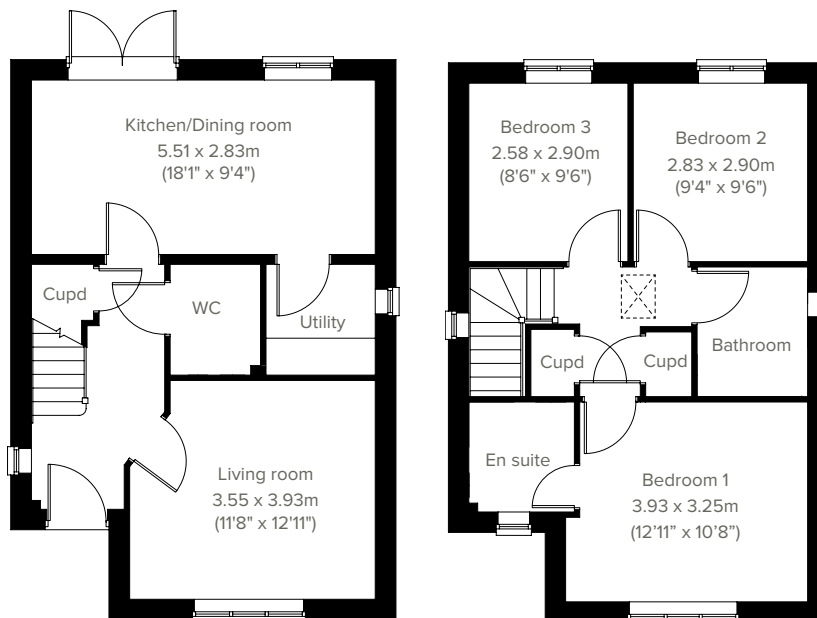 Kitchen/Dining room
5.51 x 2.83m
(18'1" x 9'4")
Cupd
WC
Utility
Living room
3.55 x 3.93m
(11'8" x 12'11")
Bedroom 3
2.58 x 2.90m
(8'6" x 9'6")
Bedroom 2
2.83 x 2.90m
(9'4" x 9'6")
Cupd
Cupd
Bathroom
En suite
Bedroom 1
3.93 x 3.25m
(12’11” x 10’8”)